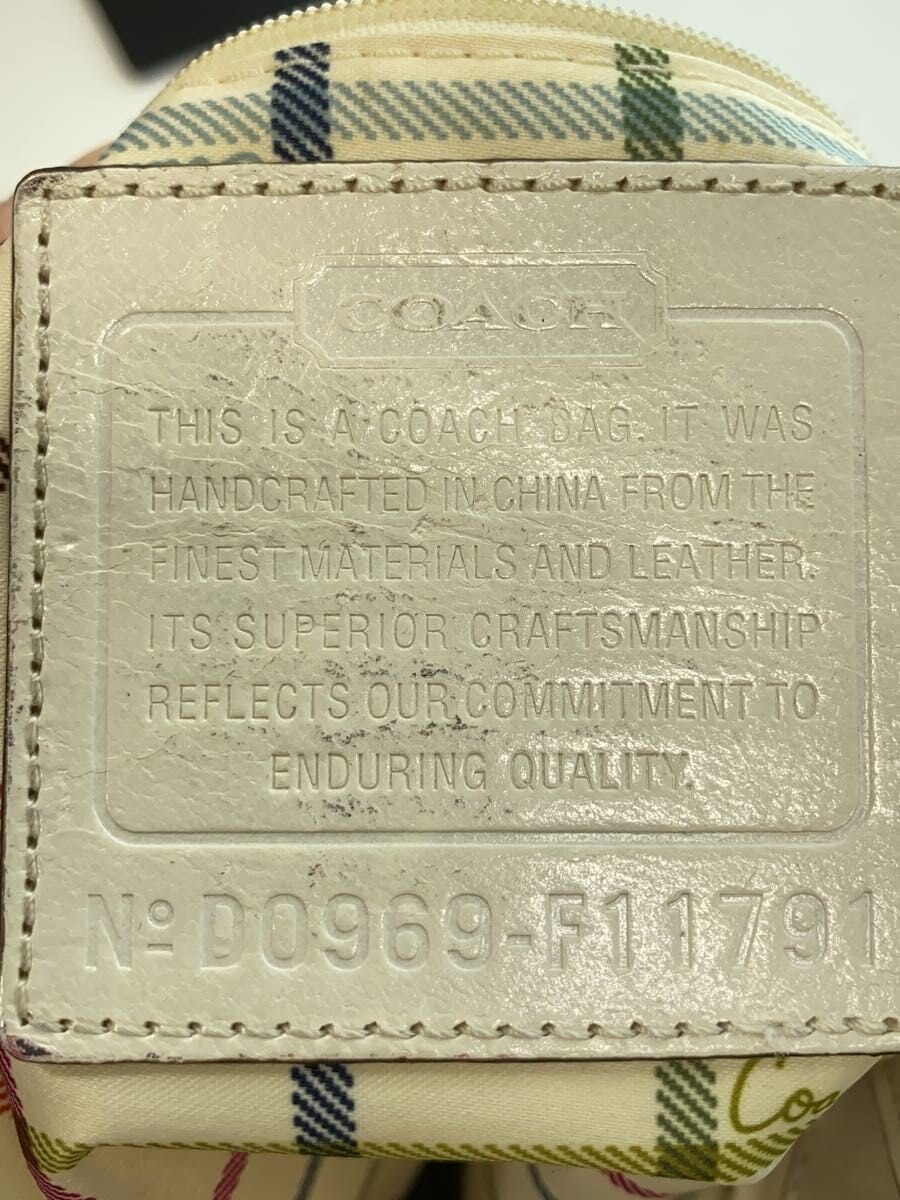 COACH
THIS IS A COACH BAG. IT WAS
HANDCRAFTED IN CHINA FROM THE
FINEST MATERIALS AND LEATHER.
ITS SUPERIOR CRAFTSMANSHIP
REFLECTS OUR COMMITMENT TO
ENDURING QUALITY.
Nº D0969-F11791